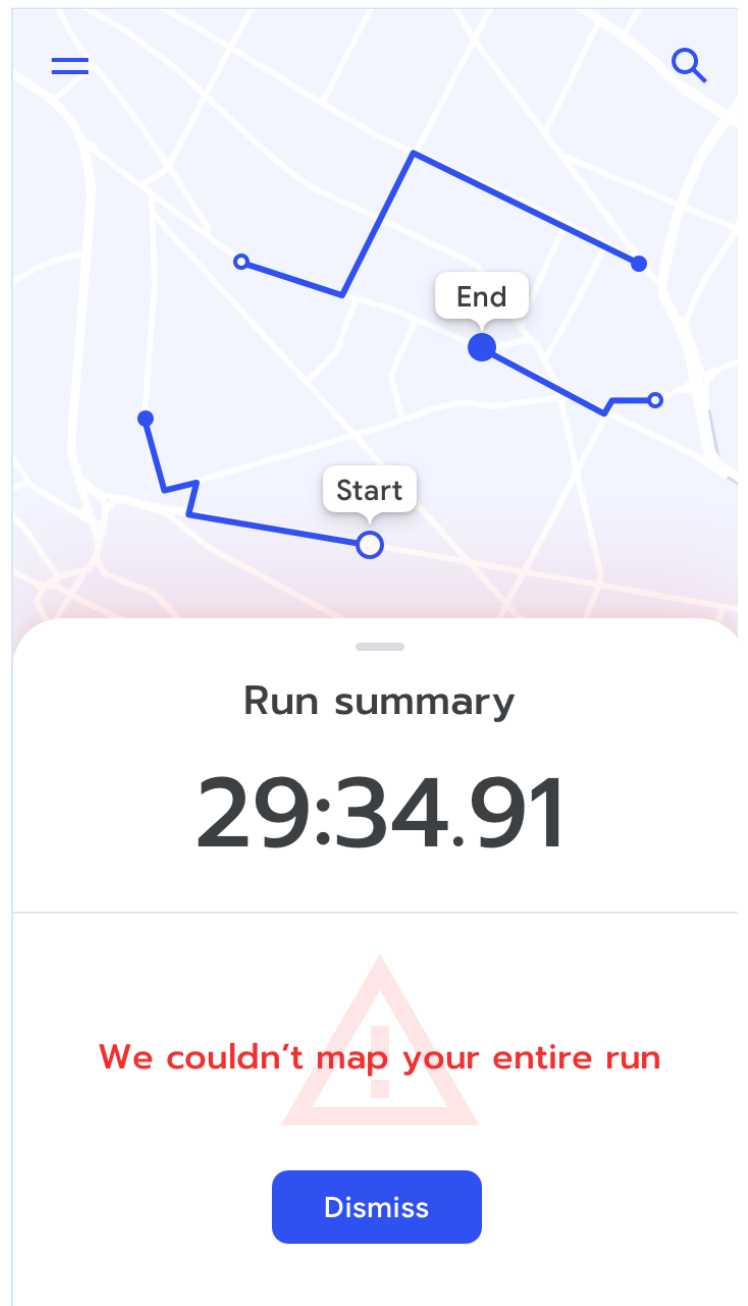 End
Start
Run summary
29:34.91
We couldn’t map your entire run
Dismiss